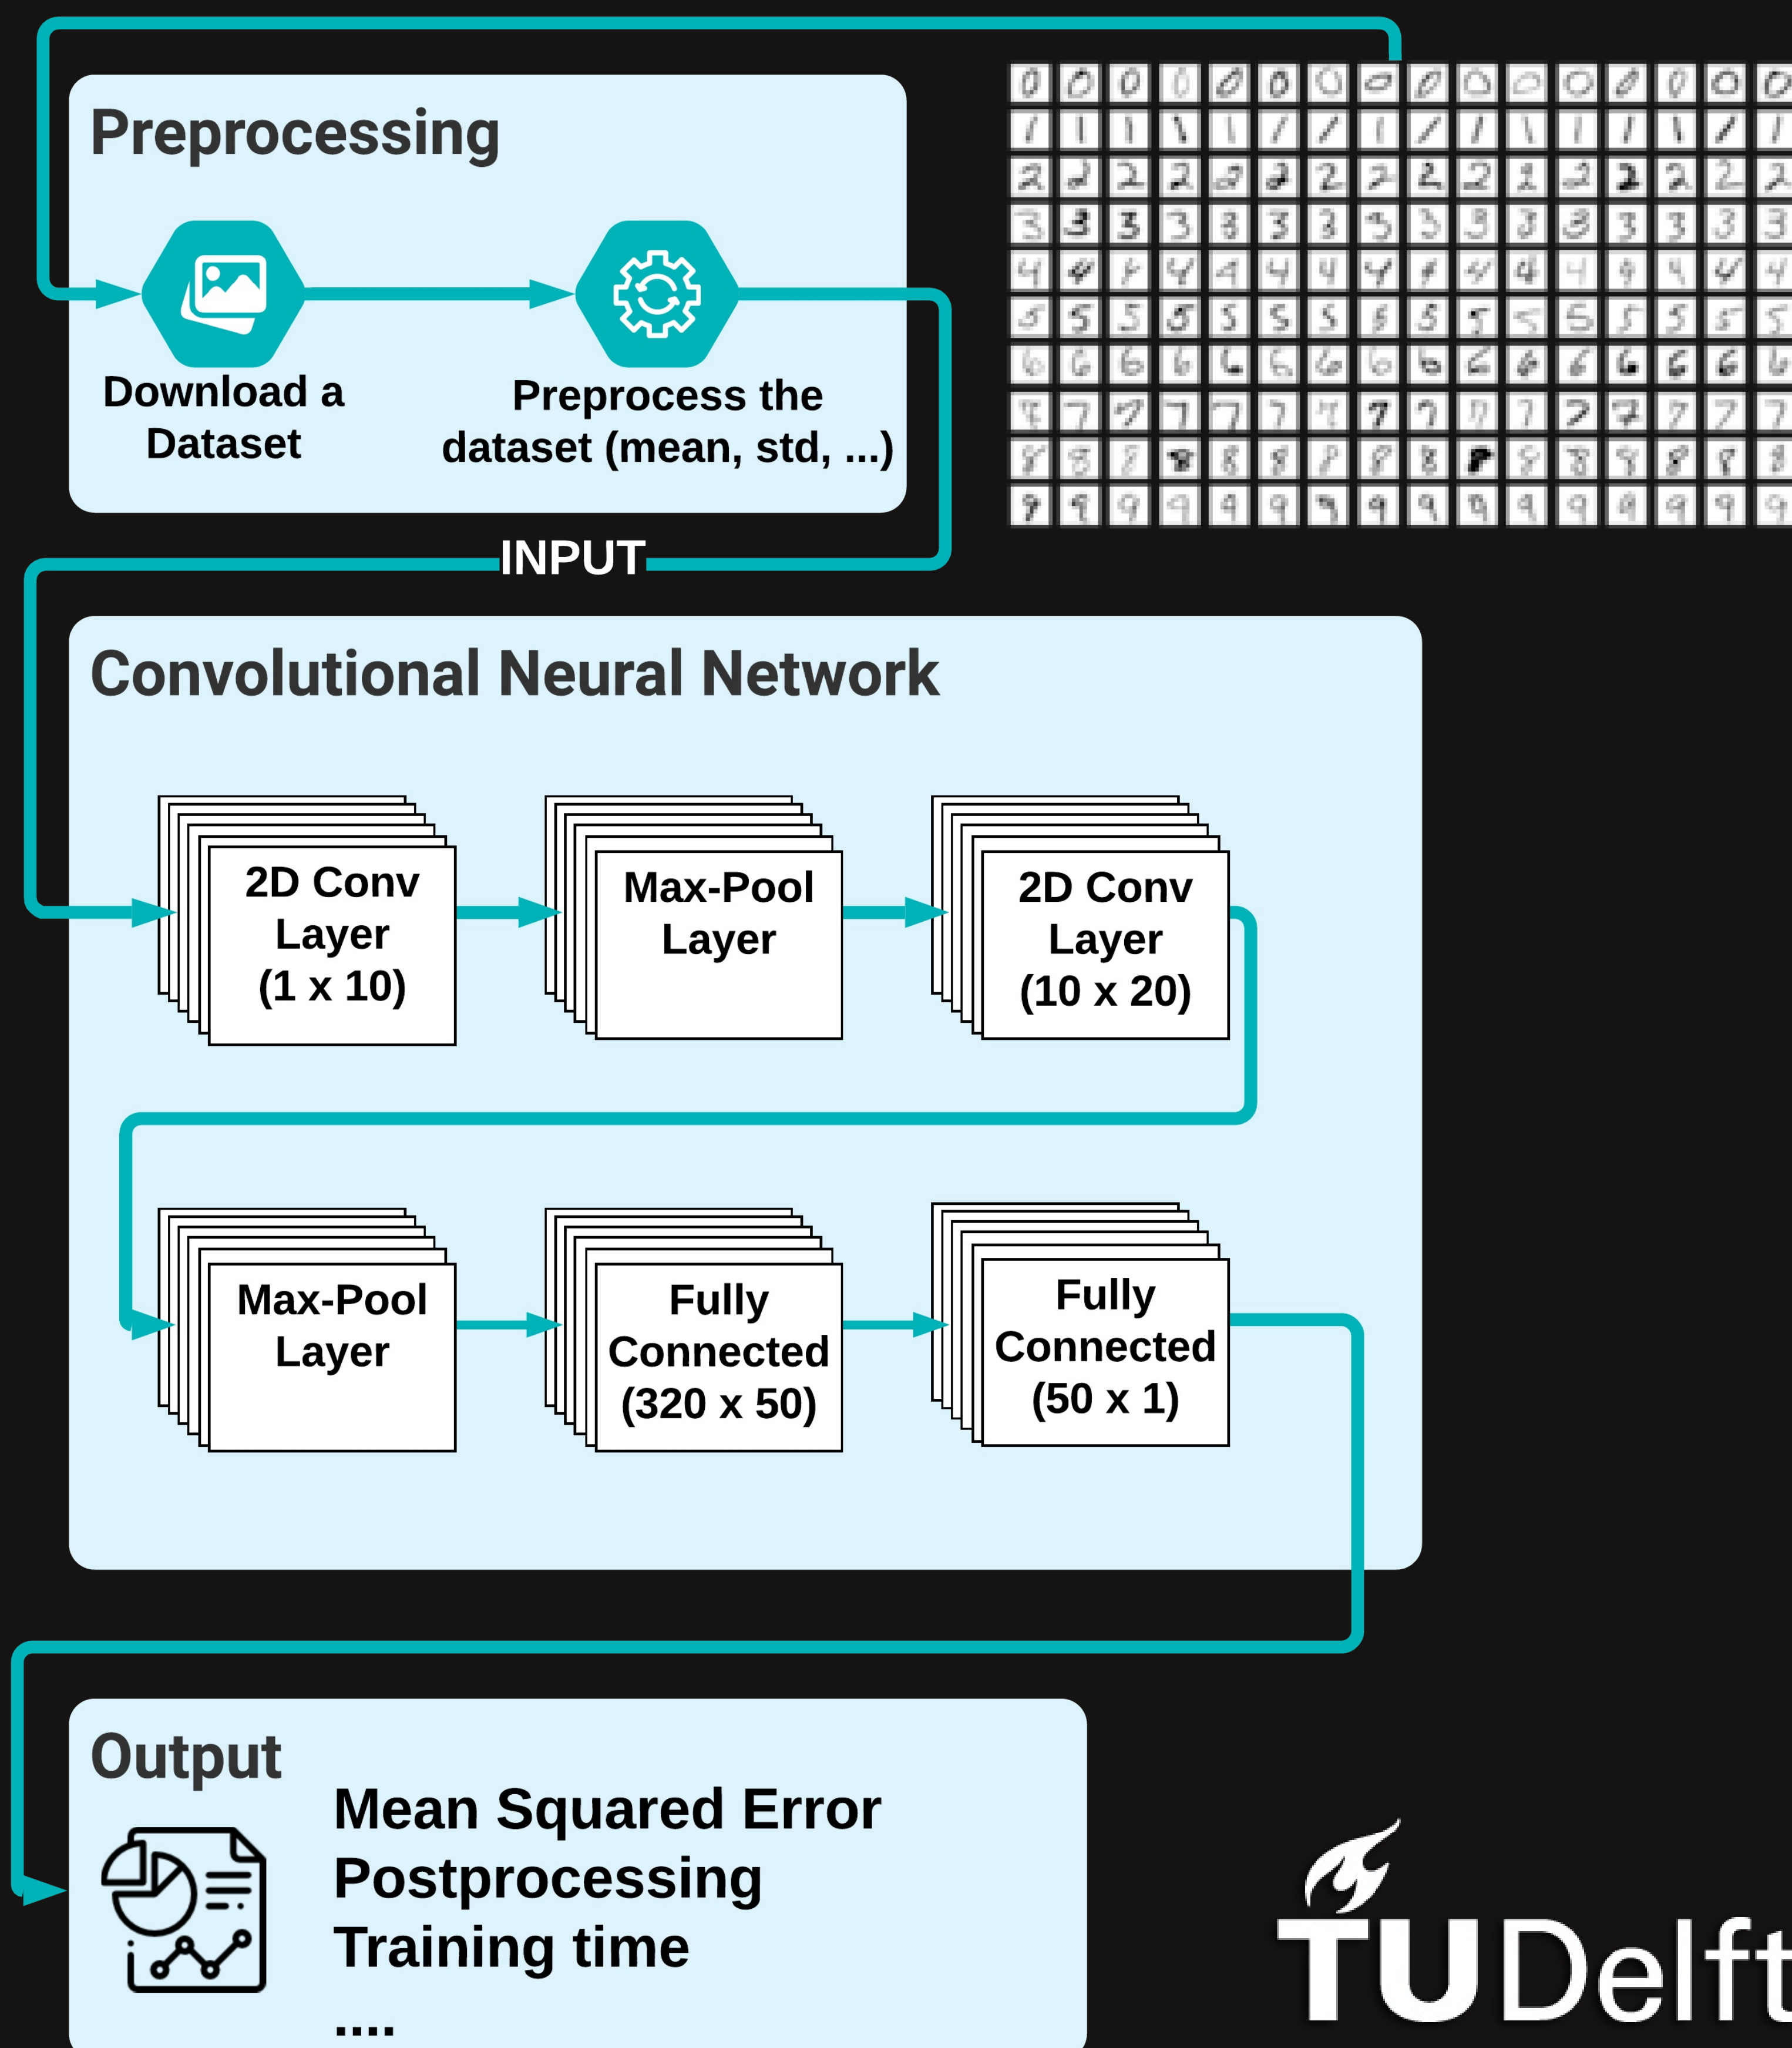 Preprocessing
Download a
Dataset
Preprocess the
dataset (mean, std, ...)
INPUT
Convolutional Neural Network
2D Conv
Layer
(1 x 10)
Max-Pool
Layer
2D Conv
Layer
(10 x 20)
Max-Pool
Layer
Fully
Connected
(320 x 50)
Fully
Connected
(50 x 1)
Output
Mean Squared Error
Postprocessing
Training time
....
TUDelft